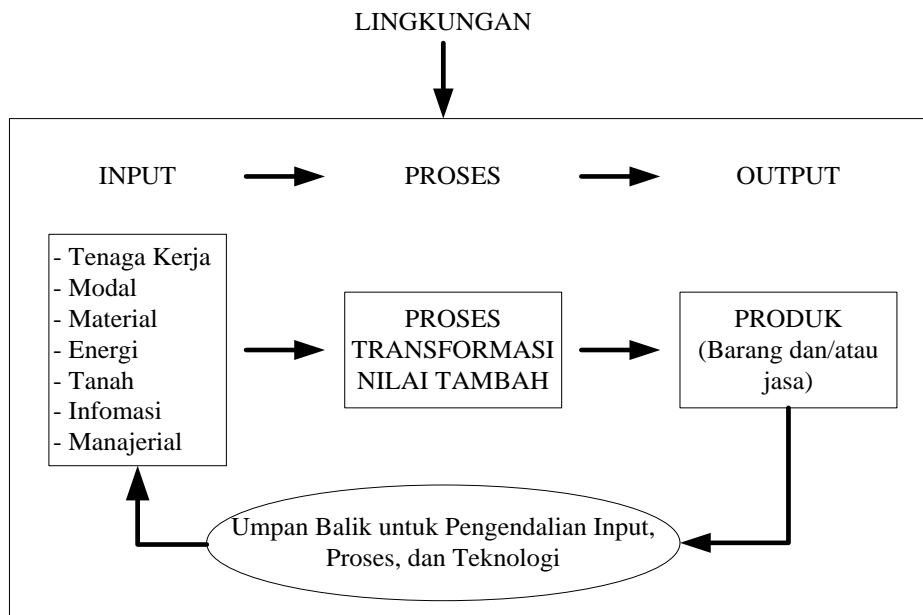 LINGKUNGAN
INPUT
PROSES
OUTPUT
- Tenaga Kerja
- Modal
- Material
- Energi
- Tanah
- Infomasi
- Manajerial
PROSES
TRANSFORMASI
NILAI TAMBAH
PRODUK
(Barang dan/atau
jasa)
Umpan Balik untuk Pengendalian Input,
Proses, dan Teknologi